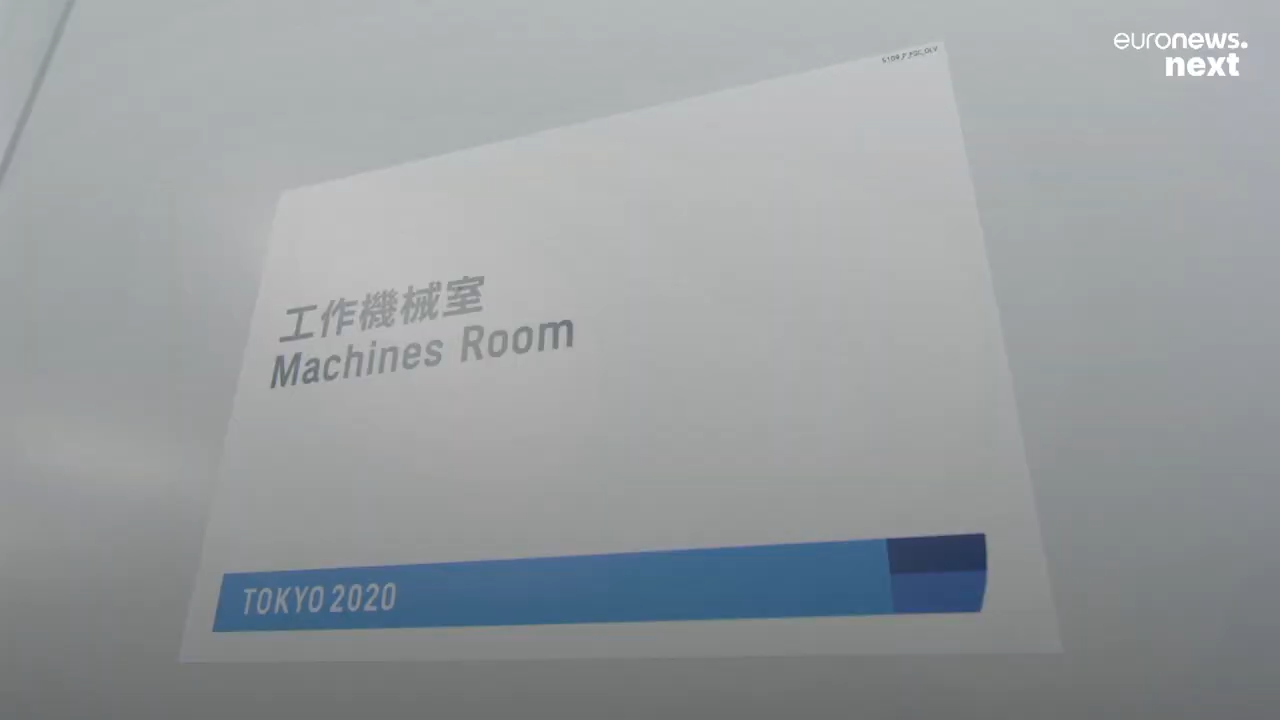 euronews.
next
工作機械室
Machines Room
TOKYO 2020